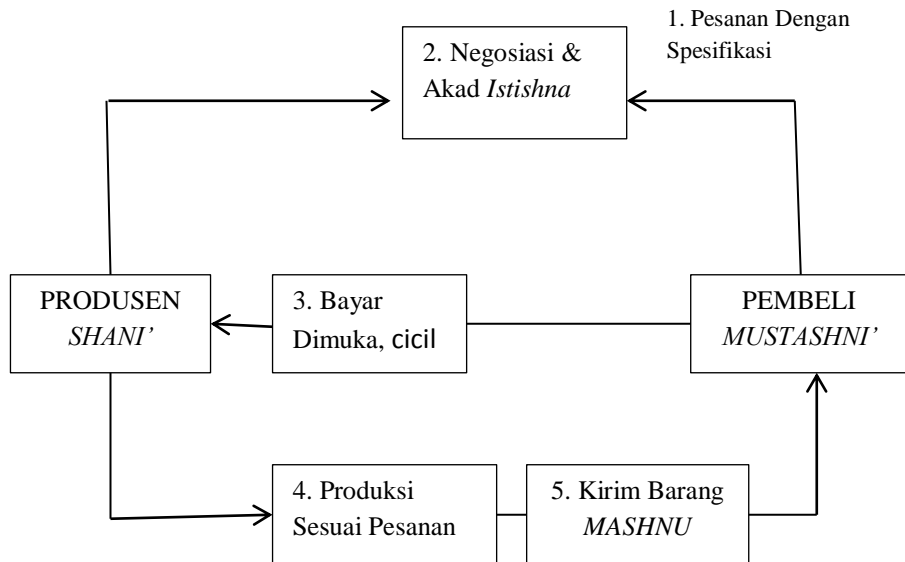 1. Pesanan Dengan
Spesifikasi
2. Negosiasi &
Akad Istishna
PRODUSEN
SHANI’
3. Bayar
Dimuka, cicil
PEMBELI
MUSTASHNI’
4. Produksi
Sesuai Pesanan
5. Kirim Barang
MASHNU